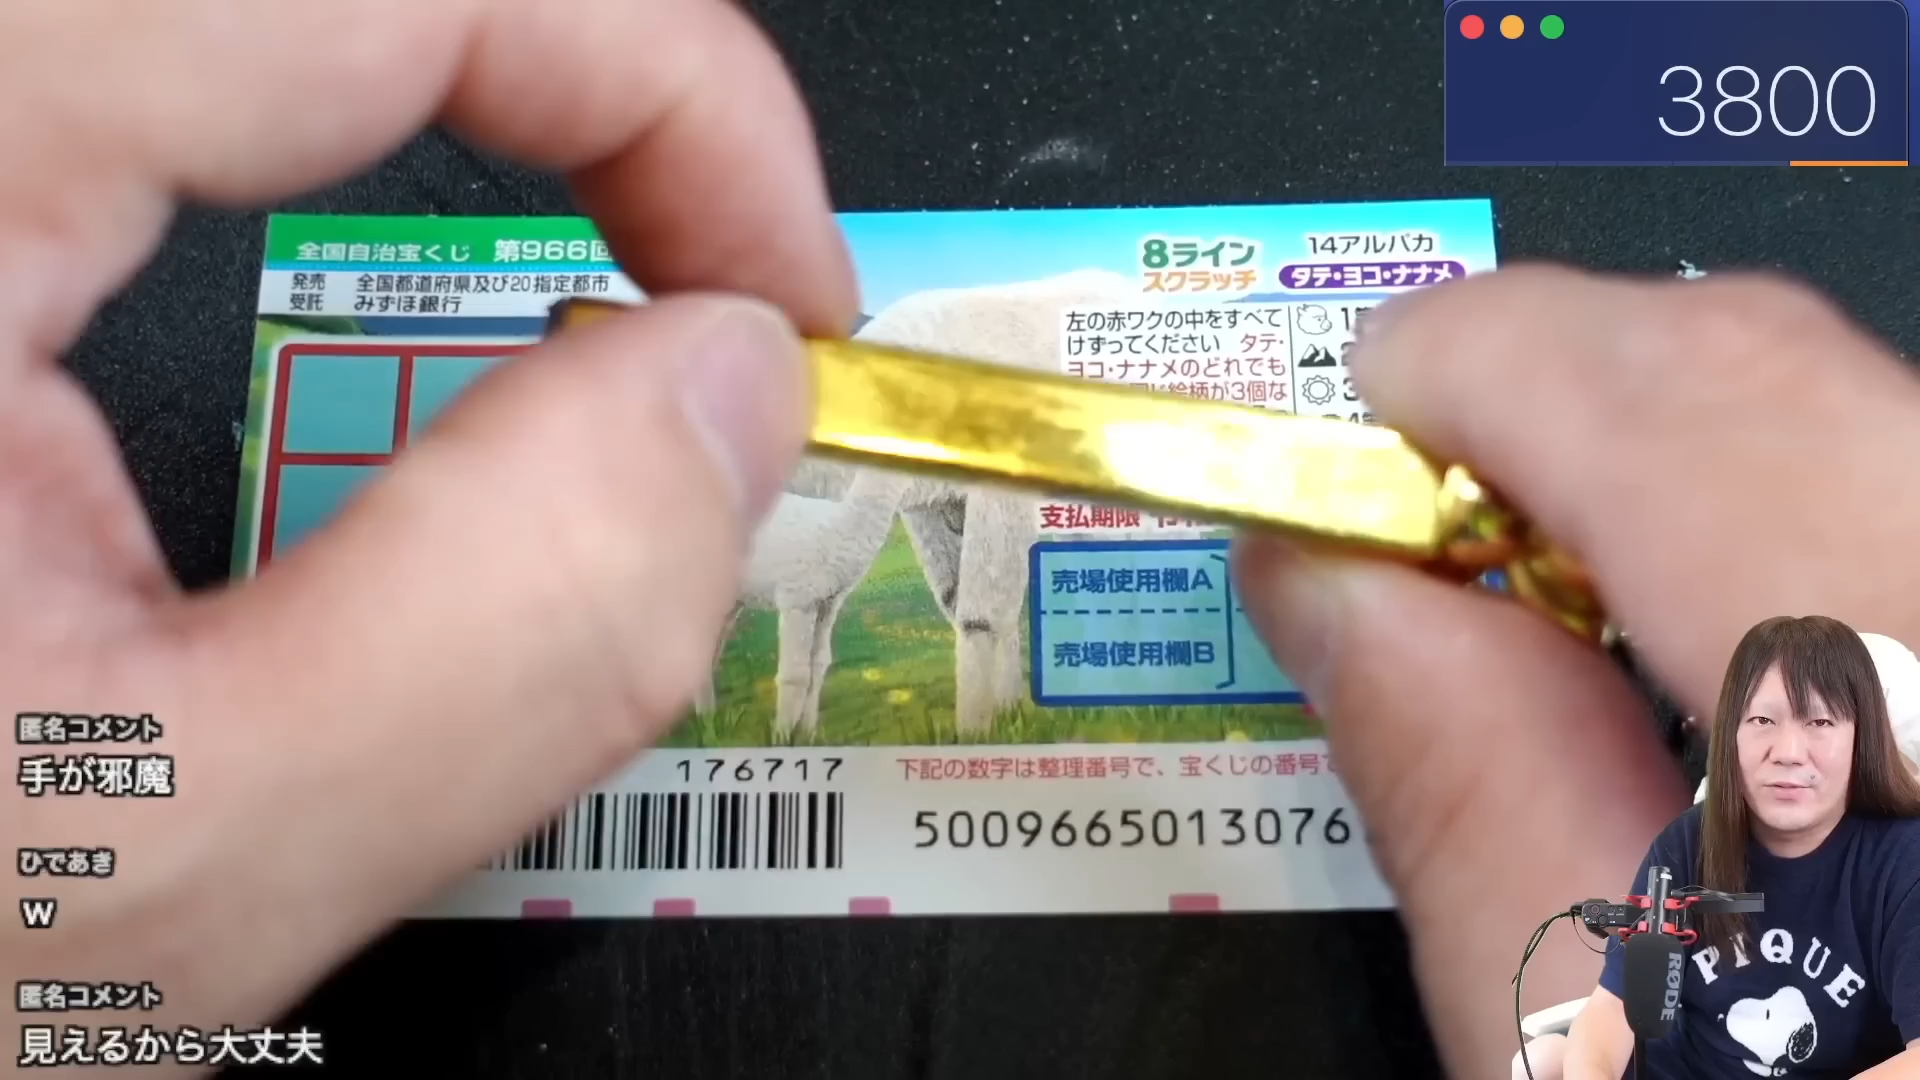 3800
全国自治宝くじ 第966回
発売 全国都道府県及び20指定都市
受託 みずほ銀行
8ライン
スクラッチ
14アルパカ
タテ・ヨコ・ナナメ
左の赤ワクの中をすべて
けずってください タテ・
ヨコ・ナナメのどれでも
絵柄が3個な
1
3
支払期限
売場使用欄A
売場使用欄B
176717
下記の数字は整理番号で、宝くじの番号で
5009665013076
匿名コメント
手が邪魔
ひであき
w
匿名コメント
見えるから大丈夫
RØDE
PIQUE